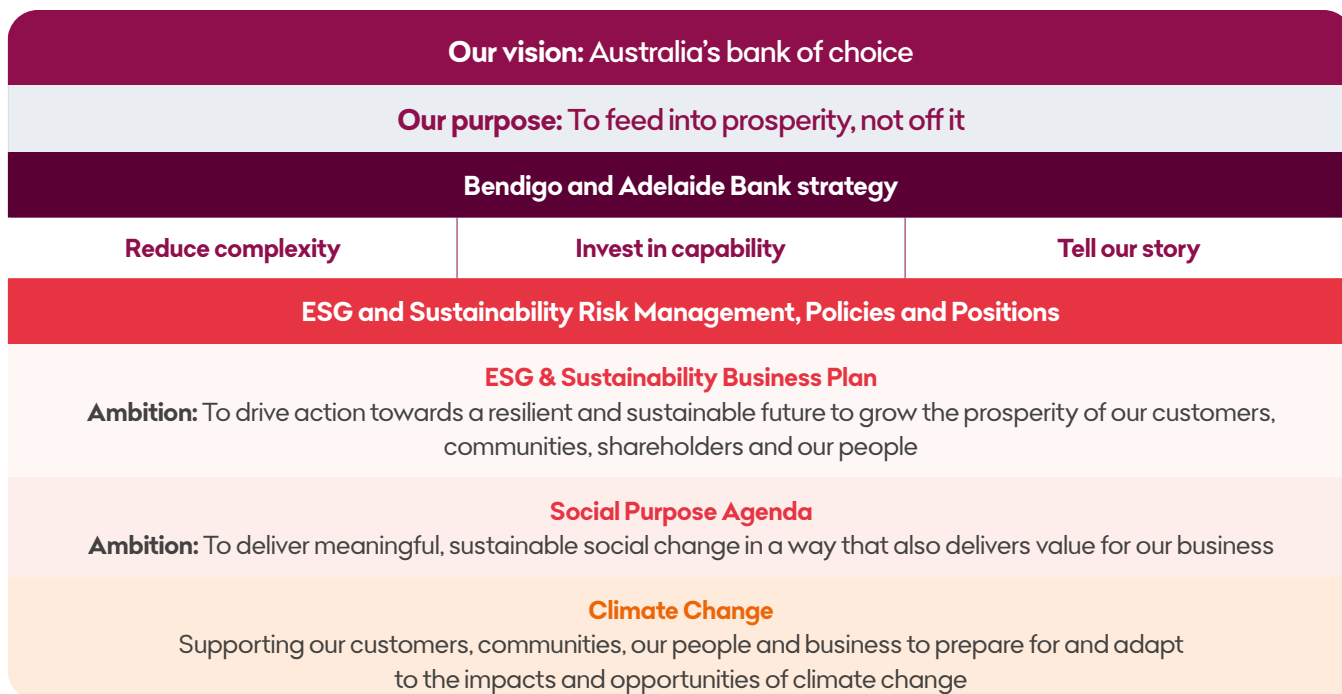 Our vision: Australia’s bank of choice
Our purpose: To feed into prosperity, not off it
Bendigo and Adelaide Bank strategy
Reduce complexity
Invest in capability
Tell our story
ESG and Sustainability Risk Management, Policies and Positions
ESG & Sustainability Business Plan
Ambition: To drive action towards a resilient and sustainable future to grow the prosperity of our customers,
communities, shareholders and our people
Social Purpose Agenda
Ambition: To deliver meaningful, sustainable social change in a way that also delivers value for our business
Climate Change
Supporting our customers, communities, our people and business to prepare for and adapt
to the impacts and opportunities of climate change